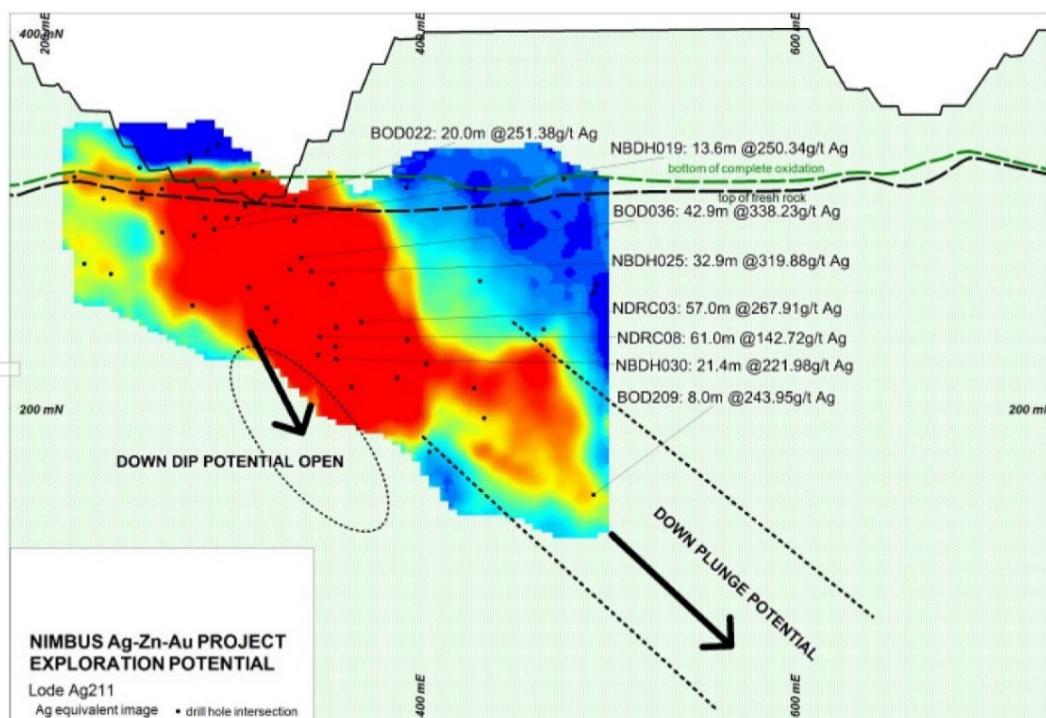 400 mN
200 mE
400 mE
600 mE
BOD022: 20.0m @251.38g/t Ag
NBDH019: 13.6m @250.34g/t Ag
bottom of complete oxidation
top of fresh rock
BOD036: 42.9m @338.23g/t Ag
NBDH025: 32.9m @319.88g/t Ag
NDRC03: 57.0m @267.91g/t Ag
NDRC08: 61.0m @142.72g/t Ag
NBDH030: 21.4m @221.98g/t Ag
BOD209: 8.0m @243.95g/t Ag
200 mN
200 mN
DOWN DIP POTENTIAL OPEN
DOWN PLUNGE POTENTIAL
NIMBUS Ag-Zn-Au PROJECT
EXPLORATION POTENTIAL
Lode Ag211
Ag equivalent image • drill hole intersection
400 mE
600 mE